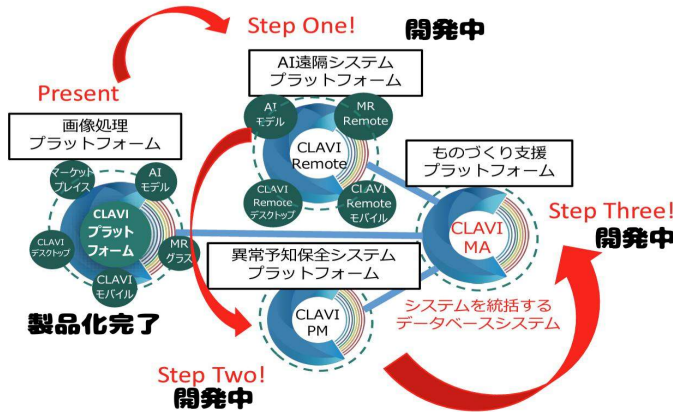 Step One!
開発中
AI遠隔システム
プラットフォーム
Present
画像処理
プラットフォーム
AI
モデル
MR
Remote
CLAVI
Remote
CLAVI
Remote
デスクトップ
CLAVI
Remote
モバイル
ものづくり支援
プラットフォーム
マーケット
プレイス
AI
モデル
CLAVI
プラット
フォーム
CLAVI
デスクトップ
MR
グラス
CLAVI
モバイル
製品化完了
CLAVI
MA
Step Three!
開発中
異常予知保全システム
プラットフォーム
CLAVI
PM
システムを統括する
データベースシステム
Step Two!
開発中